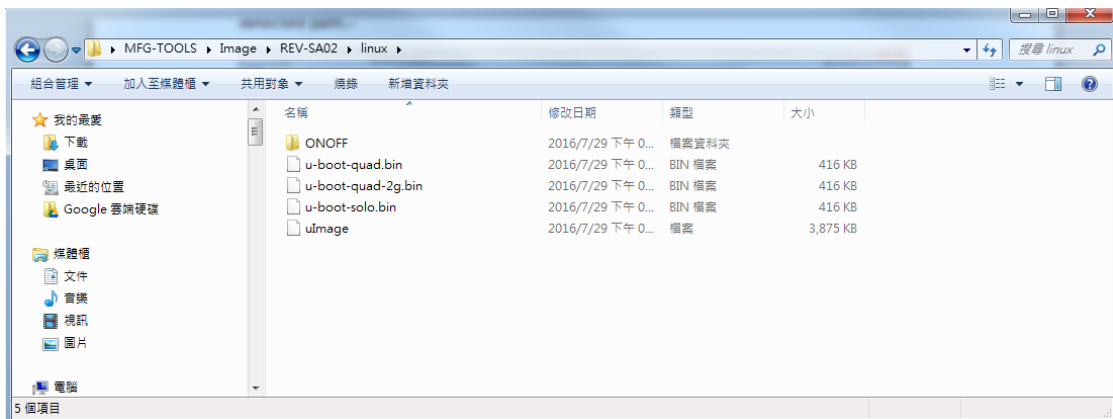 MFG-TOOLS Image REV-SA02 linux 搜尋 linux
組合管理 加入至媒體櫃 共用對象 燒錄 新增資料夾
我的最愛
下載
桌面
最近的位置
Google 雲端硬碟
媒體櫃
文件
音樂
視訊
圖片
電腦
名稱 修改日期 類型 大小
ONOFF 2016/7/29 下午 0... 檔案資料夾
u-boot-quad.bin 2016/7/29 下午 0... BIN 檔案 416 KB
u-boot-quad-2g.bin 2016/7/29 下午 0... BIN 檔案 416 KB
u-boot-solo.bin 2016/7/29 下午 0... BIN 檔案 416 KB
uImage 2016/7/29 下午 0... 檔案 3,875 KB
5 個項目